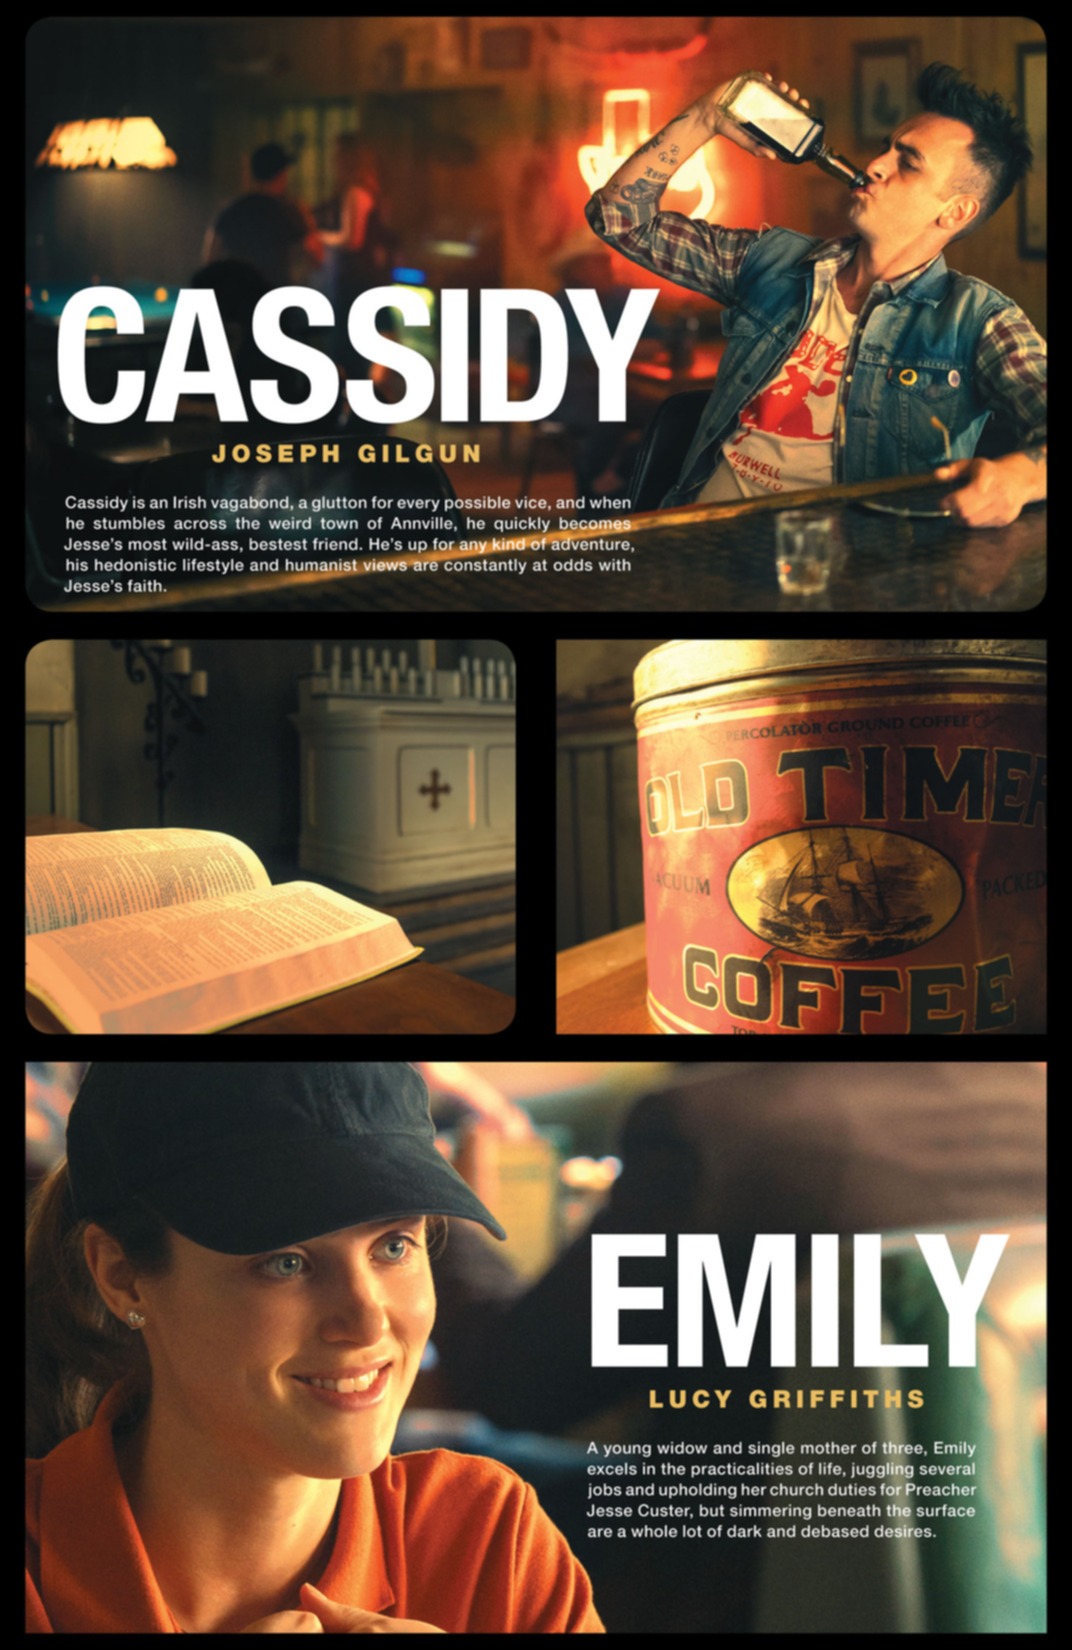 CASSIDY
JOSEPH GILGUN
Cassidy is an Irish vagabond, a glutton for every possible vice, and when
he stumbles across the weird town of Annville, he quickly becomes
Jesse's most wild-ass, bestest friend. He's up for any kind of adventure,
his hedonistic lifestyle and humanist views are constantly at odds with
Jesse's faith.
BURWELL
PERCOLATOR GROUND COFFEE
OLD TIMER
VACUUM PACKED
COFFEE
EMILY
LUCY GRIFFITHS
A young widow and single mother of three, Emily
excels in the practicalities of life, juggling several
jobs and upholding her church duties for Preacher
Jesse Custer, but simmering beneath the surface
are a whole lot of dark and debased desires.